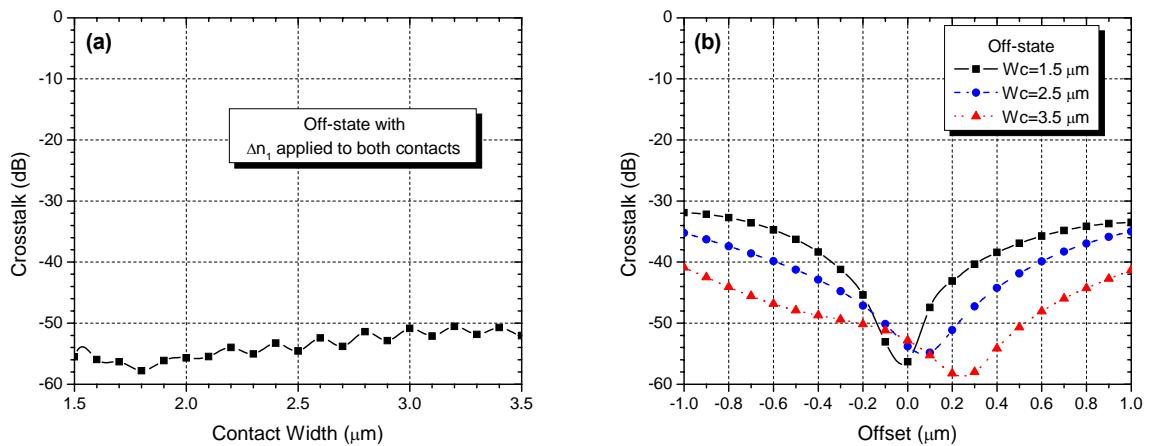 (a)
0
-10
-20
-30
-40
-50
-60
Crosstalk (dB)
Off-state with
Δn₁ applied to both contacts
1.5 2.0 2.5 3.0 3.5
Contact Width (μm)
(b)
0
-10
-20
-30
-40
-50
-60
Crosstalk (dB)
Off-state
Wc=1.5 μm
Wc=2.5 μm
Wc=3.5 μm
-1.0 -0.8 -0.6 -0.4 -0.2 0.0 0.2 0.4 0.6 0.8 1.0
Offset (μm)